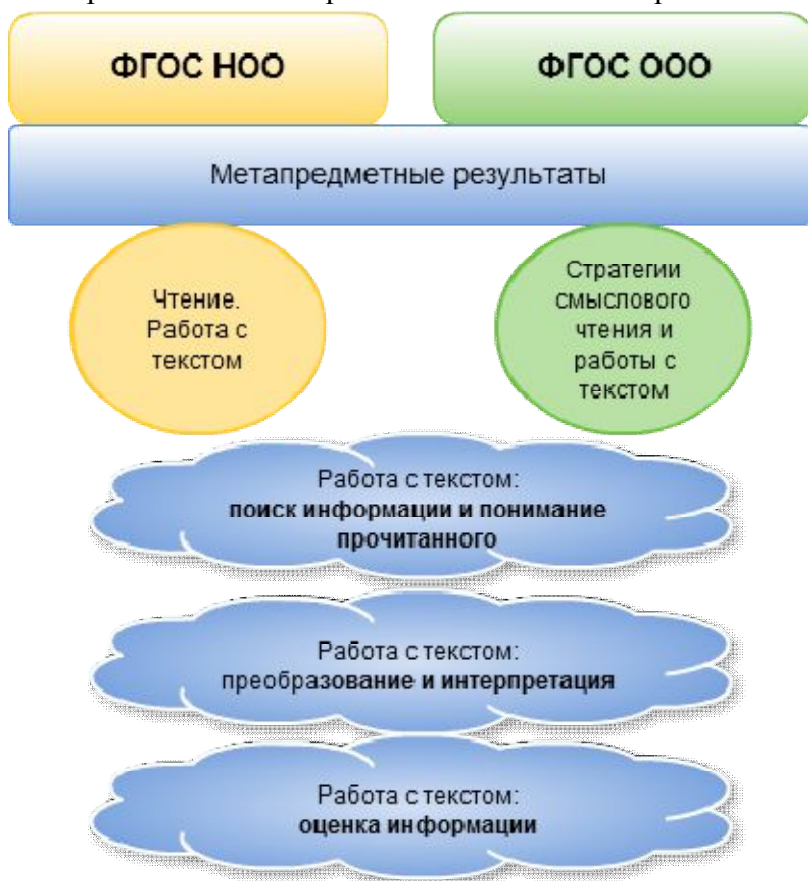 ФГОС НОО
ФГОС ООО
Метапредметные результаты
Чтение.
Работа с
текстом
Стратегии
смыслового
чтения и
работы с
текстом
Работа с текстом:
поиск информации и понимание
прочитанного
Работа с текстом:
преобразование и интерпретация
Работа с текстом:
оценка информации